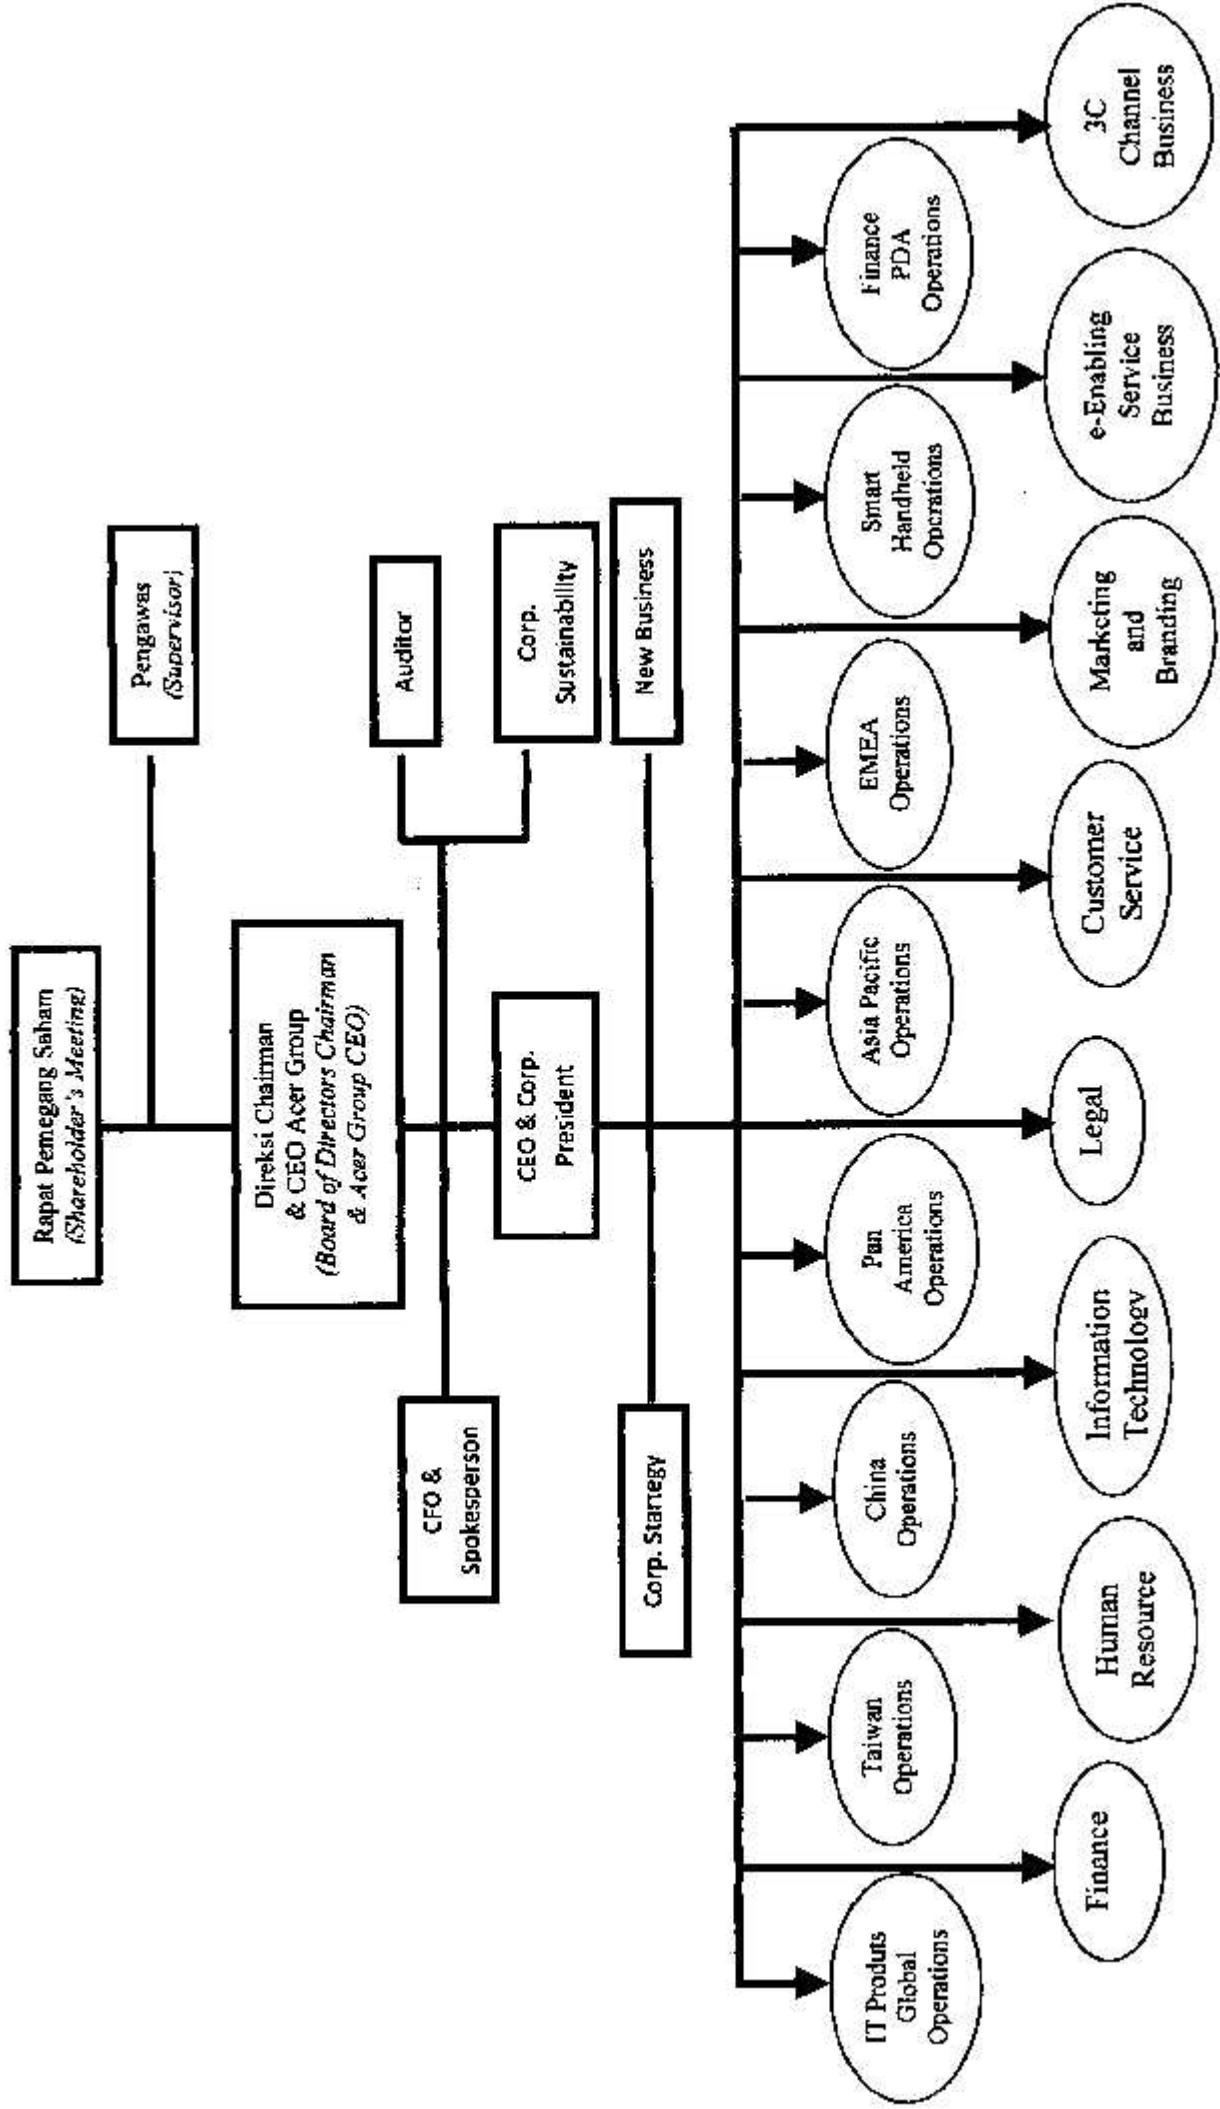 Rapat Pemegang Saham
(Shareholder's Meeting)
Pengawas
(Supervisor)
Direksi Chairman
& CEO Acer Group
(Board of Directors Chairman
& Acer Group CEO)
CFO &
Spokesperson
Auditor
CEO & Corp.
President
Corp.
Sustainability
Corp. Startegy
New Business
IT Produts
Global
Operations
Taiwan
Operations
China
Operations
Pan
America
Operations
Asia Pacific
Operations
EMEA
Operations
Smart
Handheld
Operations
Finance
PDA
Operations
Finance
Human
Resource
Information
Technology
Legal
Customer
Service
Marketing
and
Branding
e-Enabling
Service
Business
3C
Channel
Business